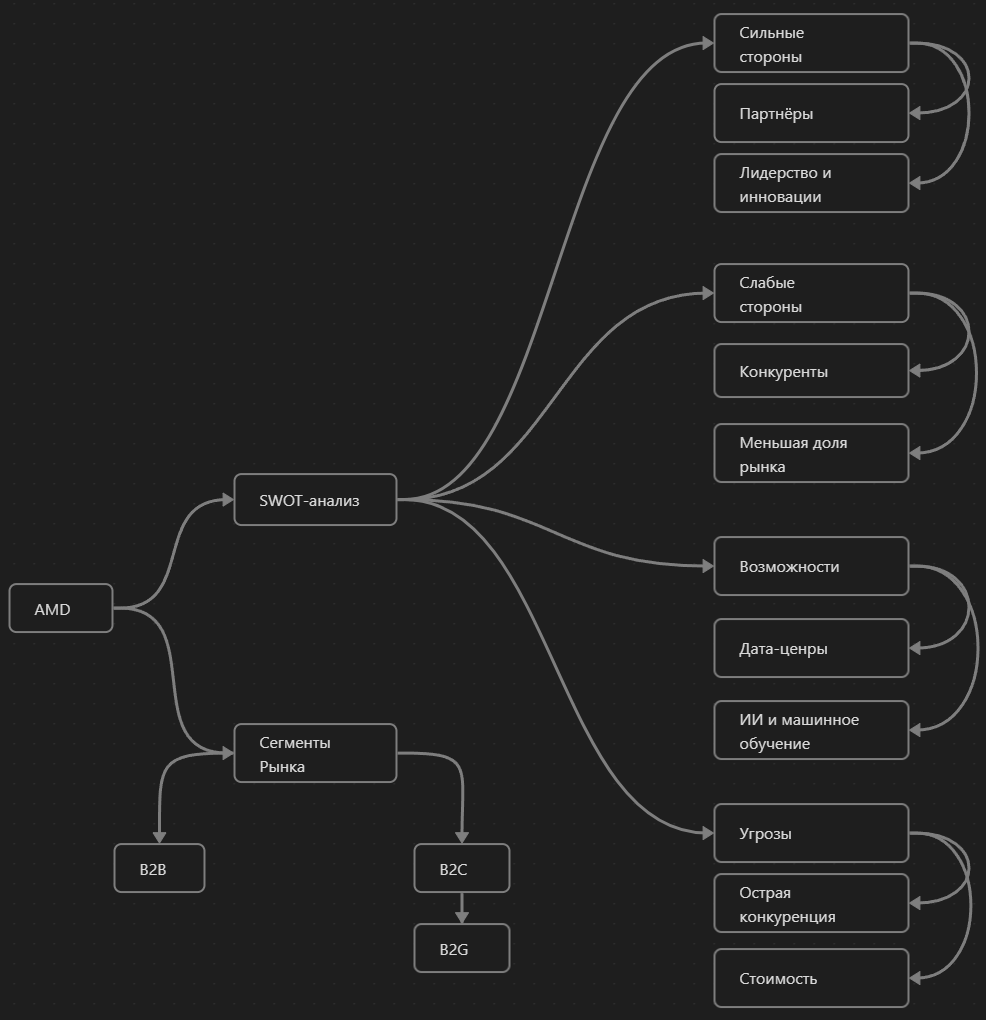 Сильные
стороны
Партнёры
Лидерство и
инновации
Слабые
стороны
Конкуренты
Меньшая доля
рынка
SWOT-анализ
Возможности
AMD
Дата-ценры
ИИ и машинное
обучение
Сегменты
Рынка
Угрозы
B2B
B2C
Острая
конкуренция
B2G
Стоимость